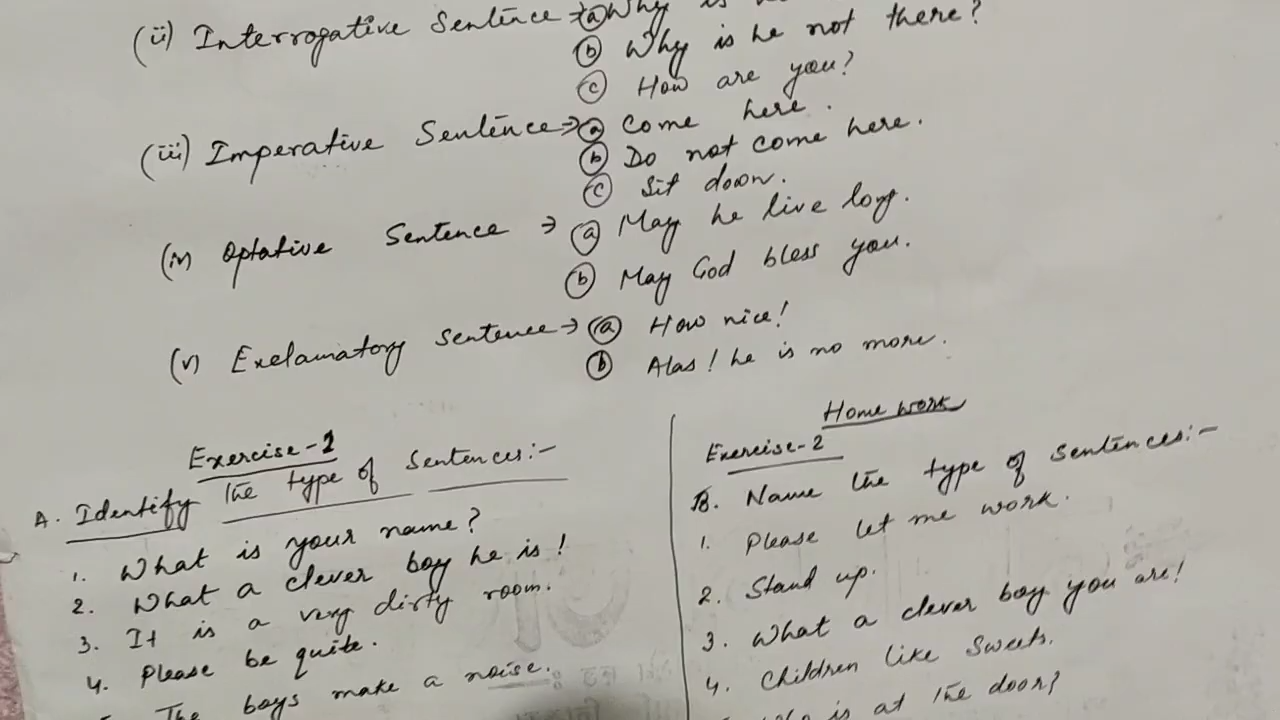 (ii) Interrogative Sentence → (a) Why is
(b) Why is he not there?
(c) How are you?
(iii) Imperative Sentence → (a) Come here.
(b) Do not come here.
(c) Sit down.
(iv) Optative Sentence → (a) May he live long.
(b) May God bless you.
(v) Exclamatory Sentence → (a) How nice!
(b) Alas! he is no more.
Exercise-1
A. Identify the type of Sentences:-
1. What is your name?
2. What a clever boy he is!
3. It is a very dirty room.
4. Please be quite.
The boys make a noise.
Home work
Exercise-2
B. Name the type of Sentences:-
1. Please let me work.
2. Stand up.
3. What a clever boy you are!
4. Children like Sweets.
is at the door?